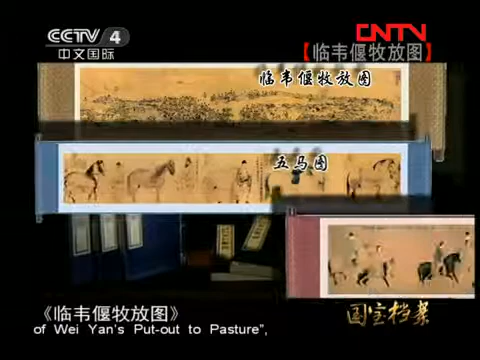 CCTV 4
中文国际
CNTV
【临韦偃牧放图】
临韦偃牧放图
五马图
《临韦偃牧放图》
of Wei Yan's Put-out to Pasture",
国宝档案